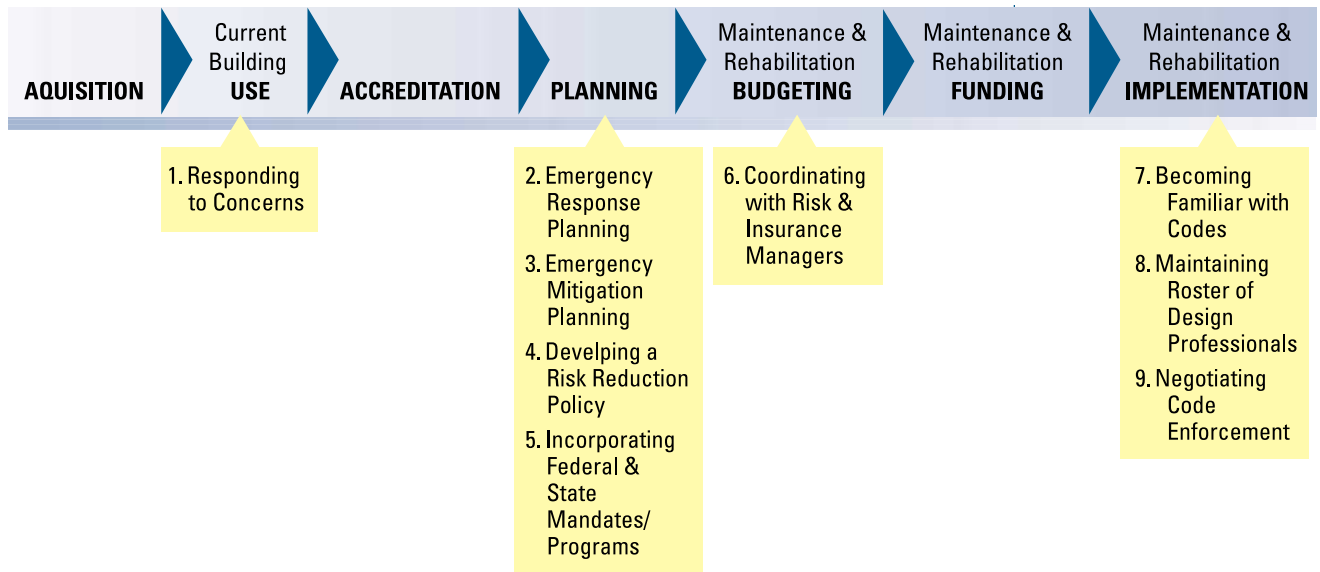 AQUISITION
Current
Building
USE
ACCREDITATION
PLANNING
Maintenance &
Rehabilitation
BUDGETING
Maintenance &
Rehabilitation
FUNDING
Maintenance &
Rehabilitation
IMPLEMENTATION
1. Responding
to Concerns
2. Emergency
Response
Planning
3. Emergency
Mitigation
Planning
4. Develping a
Risk Reduction
Policy
5. Incorporating
Federal &
State
Mandates/
Programs
6. Coordinating
with Risk &
Insurance
Managers
7. Becoming
Familiar with
Codes
8. Maintaining
Roster of
Design
Professionals
9. Negotiating
Code
Enforcement